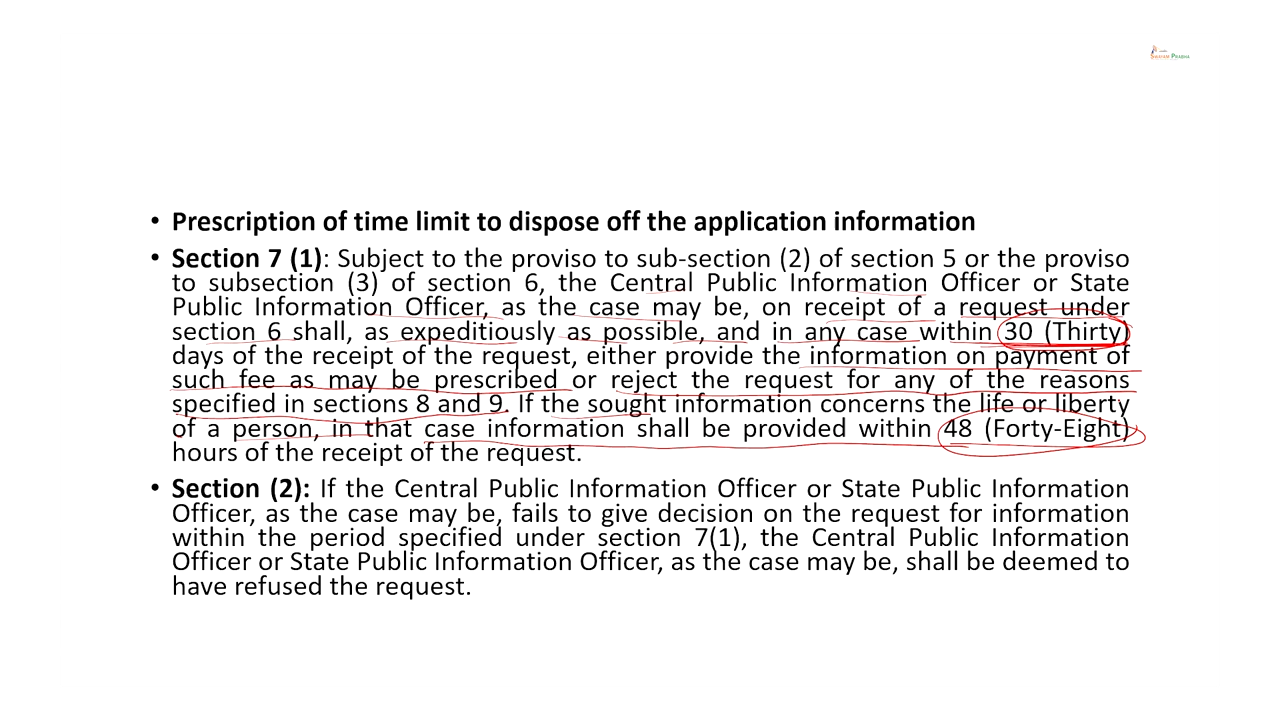 • Prescription of time limit to dispose off the application information
• Section 7 (1): Subject to the proviso to sub-section (2) of section 5 or the proviso
to subsection (3) of section 6, the Central Public Information Officer or State
Public Information Officer, as the case may be, on receipt of a request under
section 6 shall, as expeditiously as possible, and in any case within 30 (Thirty)
days of the receipt of the request, either provide the information on payment of
such fee as may be prescribed or reject the request for any of the reasons
specified in sections 8 and 9. If the sought information concerns the life or liberty
of a person, in that case information shall be provided within 48 (Forty-Eight)
hours of the receipt of the request.
• Section (2): If the Central Public Information Officer or State Public Information
Officer, as the case may be, fails to give decision on the request for information
within the period specified under section 7(1), the Central Public Information
Officer or State Public Information Officer, as the case may be, shall be deemed to
have refused the request.